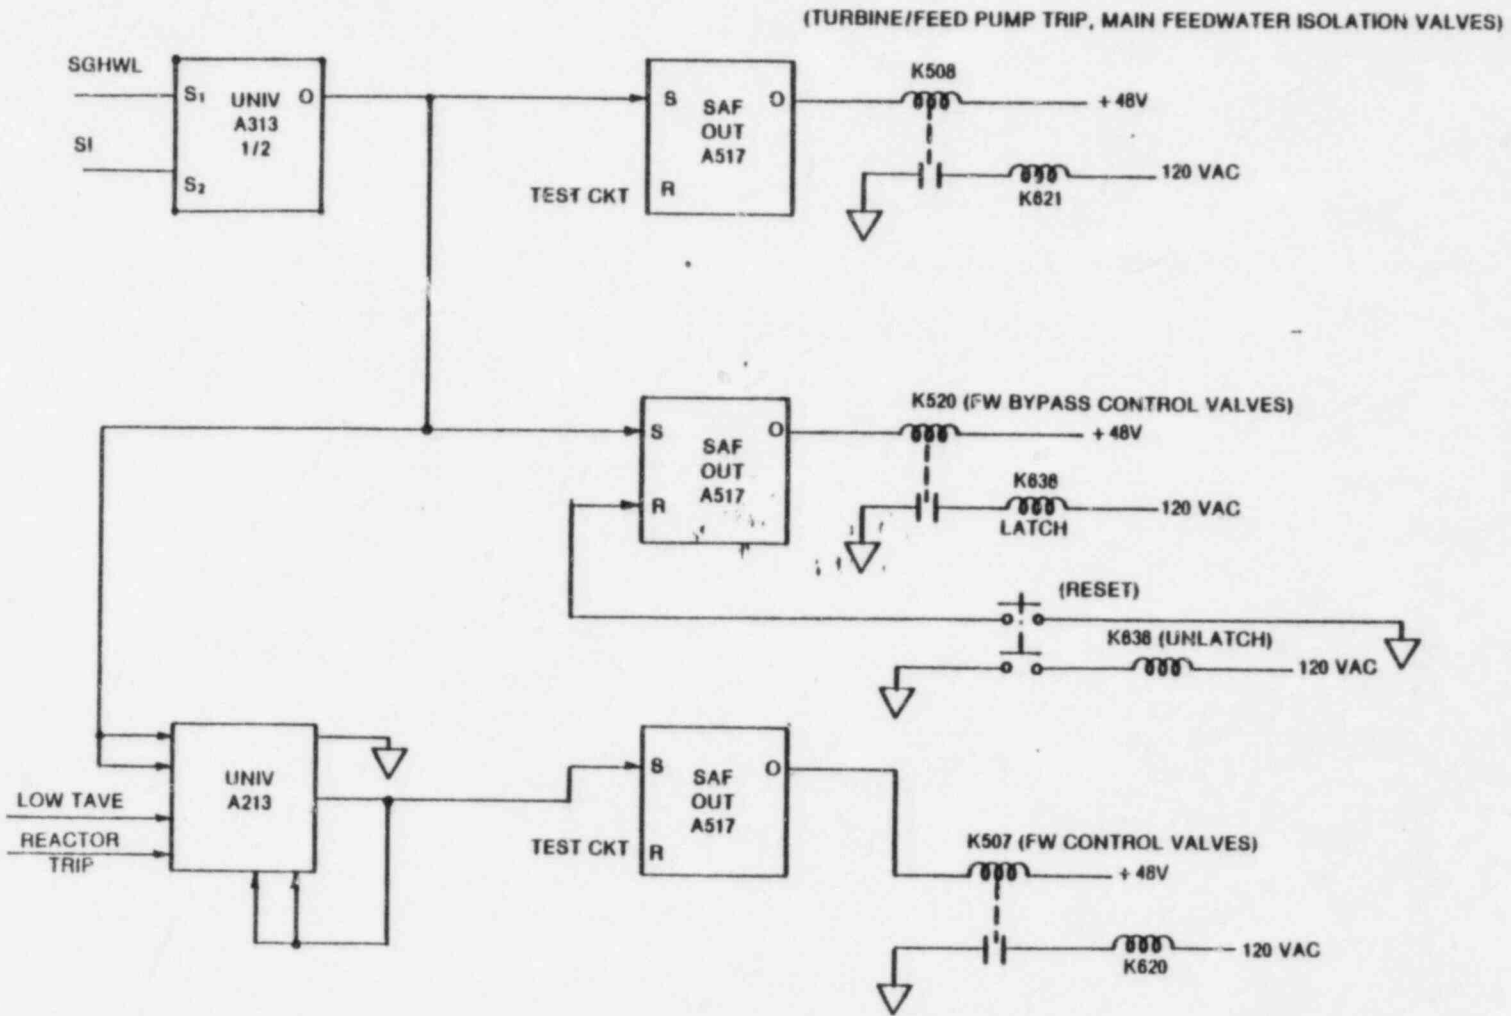 (TURBINE/FEED PUMP TRIP, MAIN FEEDWATER ISOLATION VALVES)
SGHWL
S1 UNIV O
A313
1/2
SI
S2
S SAF O
OUT
A517
TEST CKT R
K508
+ 48V
120 VAC
K621
S SAF O
OUT
A517
R
K520 (FW BYPASS CONTROL VALVES)
+ 48V
K638
120 VAC
LATCH
(RESET)
K638 (UNLATCH)
120 VAC
UNIV
A213
LOW TAVE
REACTOR
TRIP
S SAF O
OUT
A517
TEST CKT R
K507 (FW CONTROL VALVES)
+ 48V
120 VAC
K620